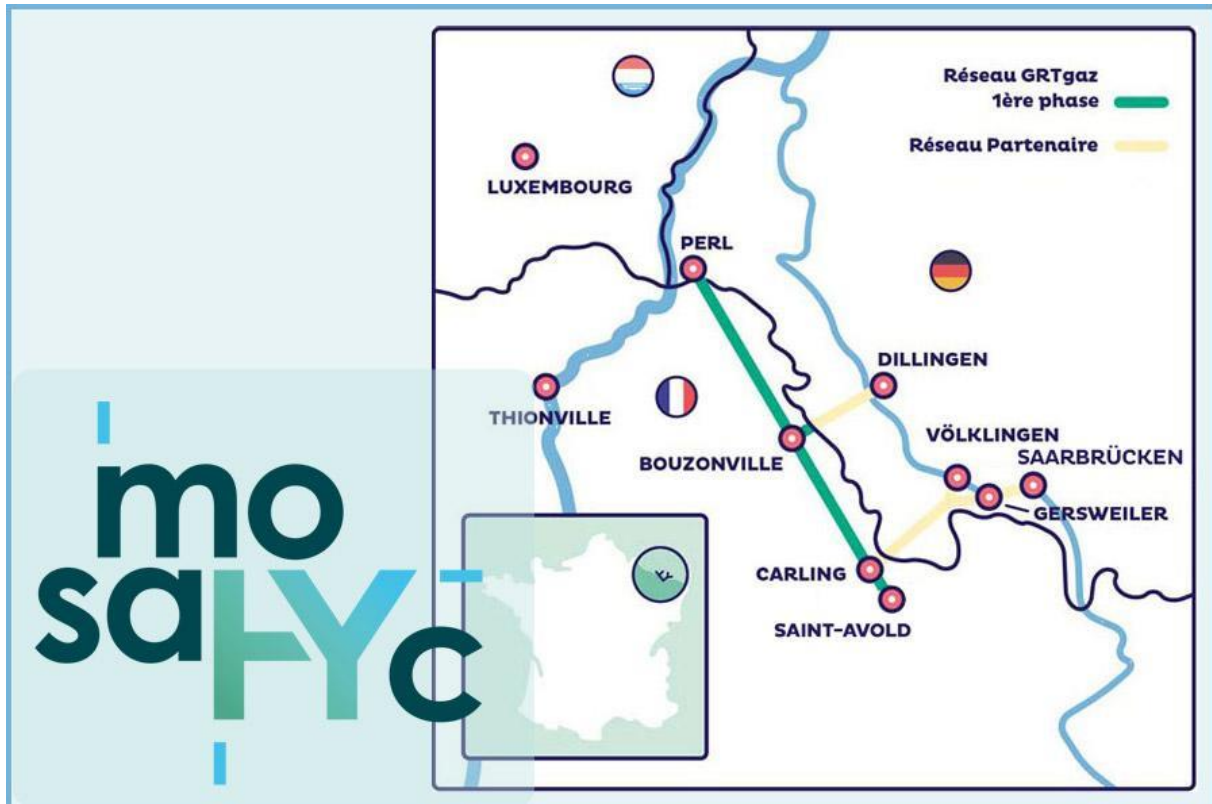 Réseau GRTgaz
1ère phase
Réseau Partenaire
LUXEMBOURG
PERL
DILLINGEN
THIONVILLE
VÖLKLINGEN
BOUZONVILLE
SAARBRÜCKEN
GERSWEILER
CARLING
SAINT-AVOLD
mo
saHYc